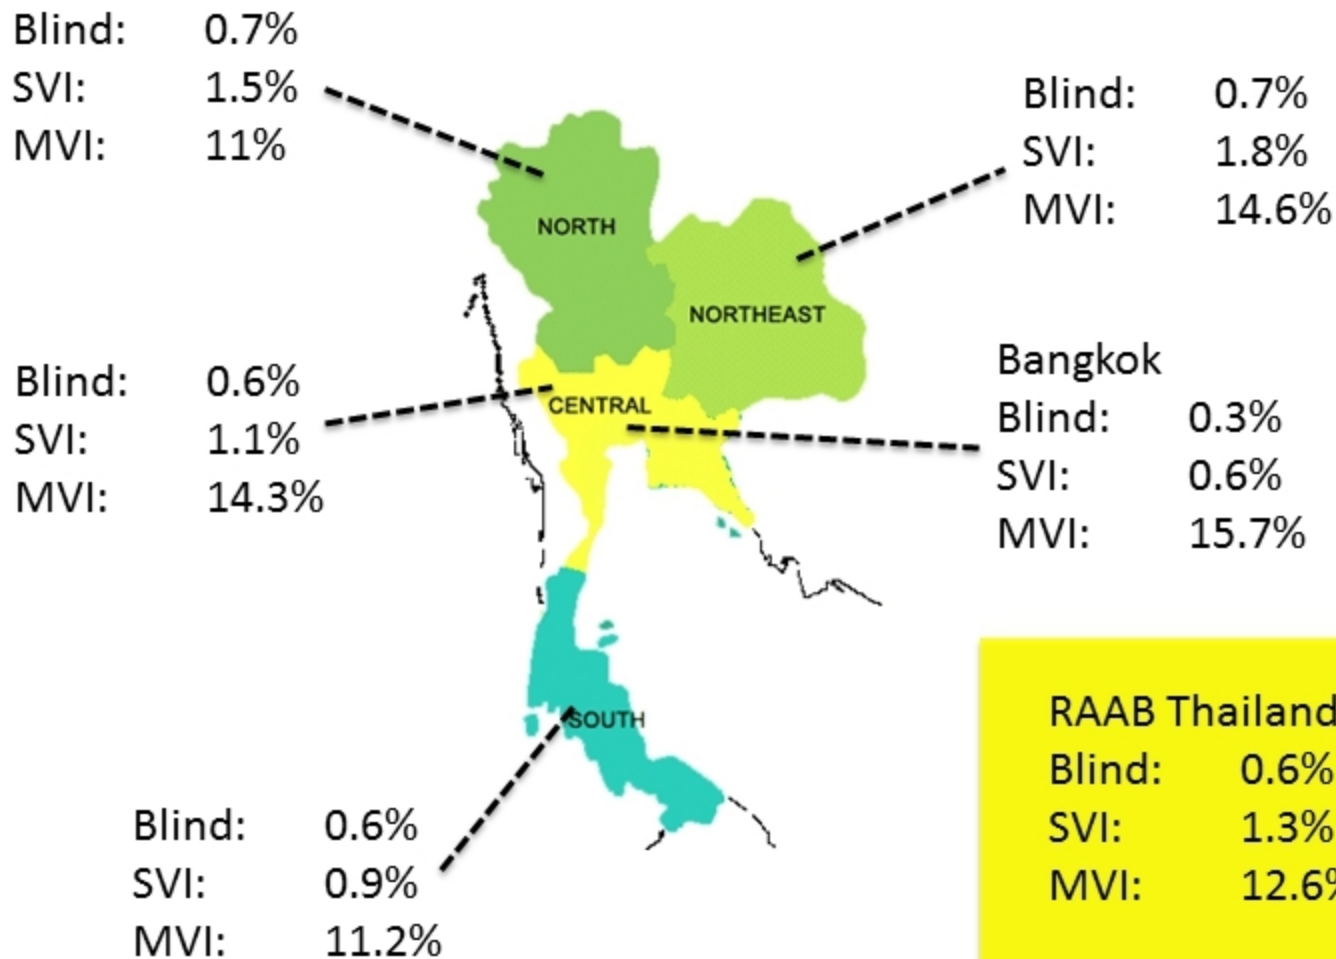 Blind: 0.7%
SVI: 1.5%
MVI: 11%
Blind: 0.7%
SVI: 1.8%
MVI: 14.6%
NORTH
NORTHEAST
Blind: 0.6%
SVI: 1.1%
MVI: 14.3%
CENTRAL
Bangkok
Blind: 0.3%
SVI: 0.6%
MVI: 15.7%
SOUTH
Blind: 0.6%
SVI: 0.9%
MVI: 11.2%
RAAB Thailand
Blind: 0.6%
SVI: 1.3%
MVI: 12.6%